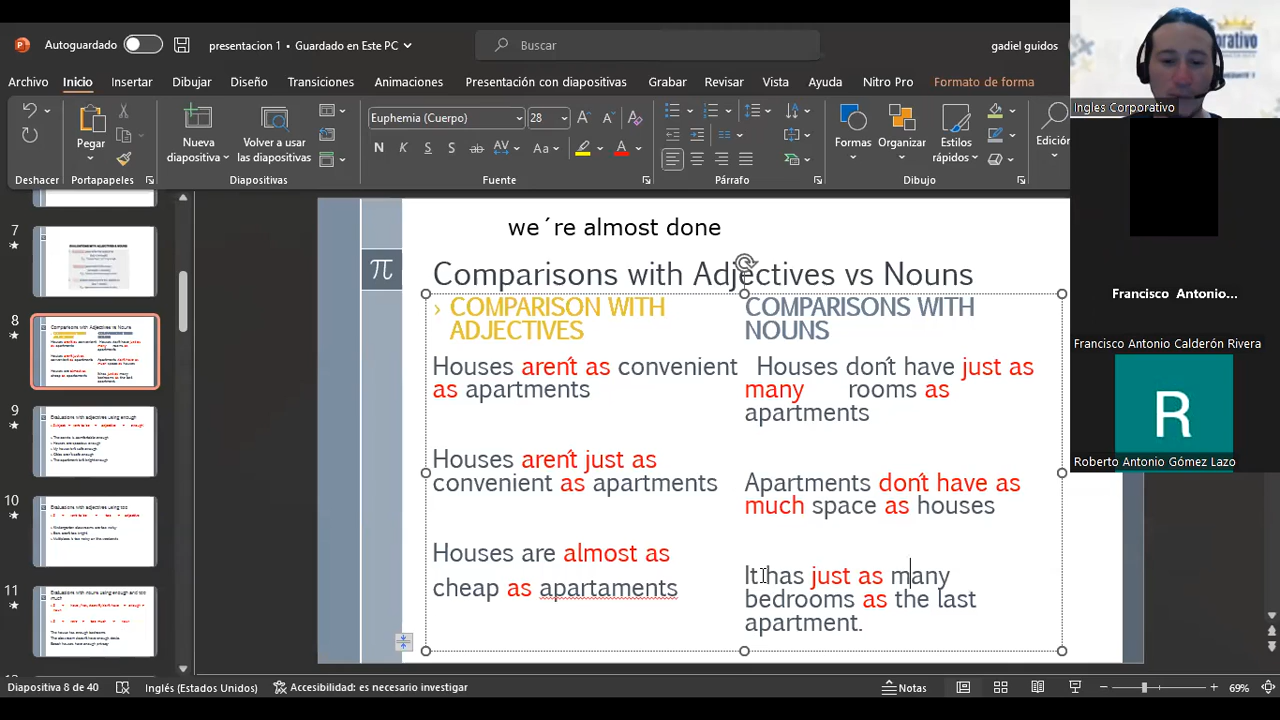 Autoguardado
presentacion 1 • Guardado en Este PC
Buscar
gadiel guidos
Archivo Inicio Insertar Dibujar Diseño Transiciones Animaciones Presentación con diapositivas Grabar Revisar Vista Ayuda Nitro Pro Formato de forma
Pegar
Nueva diapositiva
Volver a usar las diapositivas
Euphemia (Cuerpo) 28
Formas Organizar Estilos rápidos Edición
Deshacer Portapapeles Diapositivas Fuente Párrafo Dibujo
we´re almost done
π
Comparisons with Adjectives vs Nouns
› COMPARISON WITH
ADJECTIVES
Houses aren´t as convenient
as apartments
Houses aren´t just as
convenient as apartments
Houses are almost as
cheap as apartaments
COMPARISONS WITH
NOUNS
Houses don´t have just as
many rooms as
apartments
Apartments don´t have as
much space as houses
It has just as many
bedrooms as the last
apartment.
7
8
9
10
11
Ingles Corporativo
Francisco Antonio...
Francisco Antonio Calderón Rivera
R
Roberto Antonio Gómez Lazo
Diapositiva 8 de 40 Inglés (Estados Unidos) Accesibilidad: es necesario investigar Notas 69%